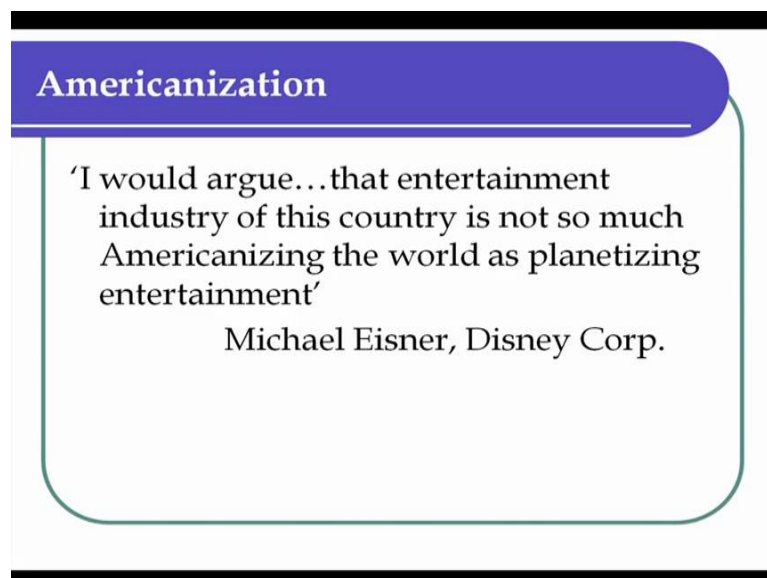 Americanization
‘I would argue…that entertainment
industry of this country is not so much
Americanizing the world as planetizing
entertainment’
Michael Eisner, Disney Corp.